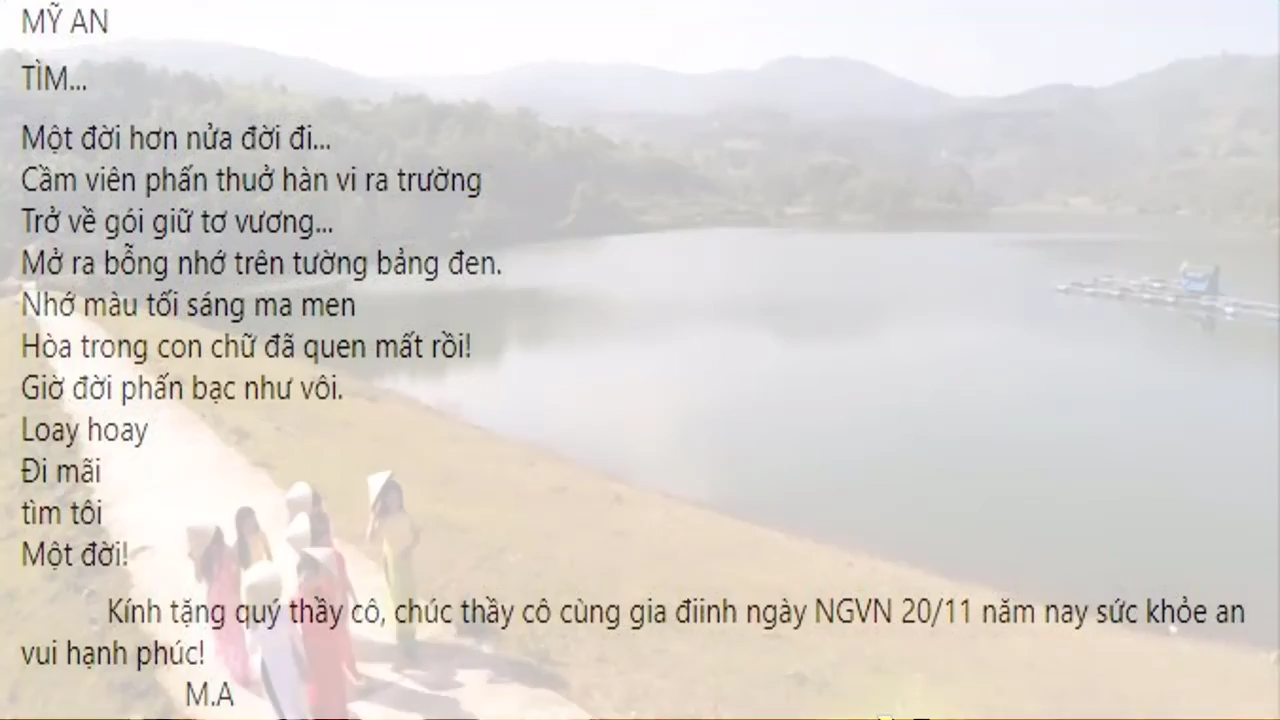 MỸ AN
TÌM...
Một đời hơn nửa đời đi...
Cầm viên phấn thuở hàn vi ra trường
Trở về gói giữ tơ vương...
Mở ra bỗng nhớ trên tường bảng đen.
Nhớ màu tối sáng ma men
Hòa trong con chữ đã quen mất rồi!
Giờ đời phấn bạc như vôi.
Loay hoay
Đi mãi
tìm tôi
Một đời!
Kính tặng quý thầy cô, chúc thầy cô cùng gia điinh ngày NGVN 20/11 năm nay sức khỏe an
vui hạnh phúc!
M.A